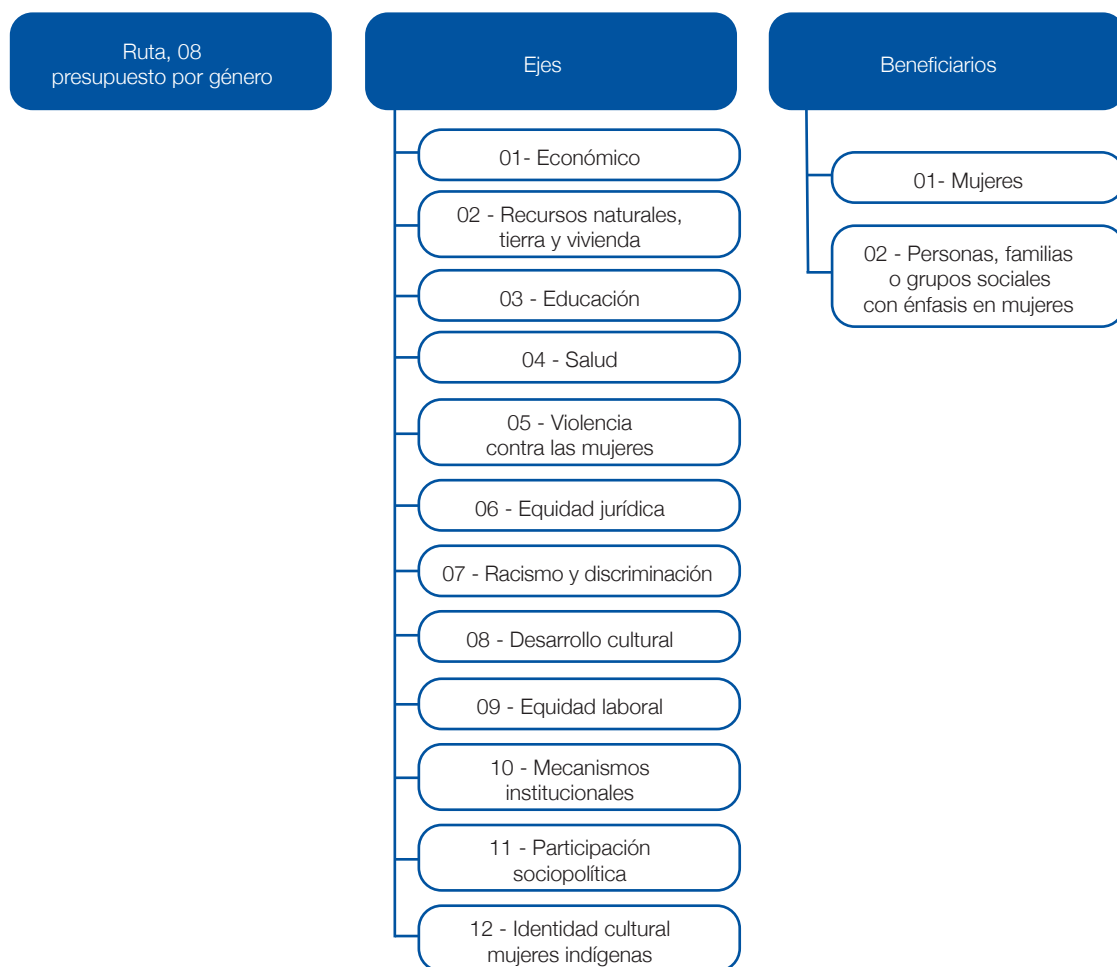 Ruta, 08
presupuesto por género
Ejes
01- Económico
02 - Recursos naturales,
tierra y vivienda
03 - Educación
04 - Salud
05 - Violencia
contra las mujeres
06 - Equidad jurídica
07 - Racismo y discriminación
08 - Desarrollo cultural
09 - Equidad laboral
10 - Mecanismos
institucionales
11 - Participación
sociopolítica
12 - Identidad cultural
mujeres indígenas
Beneficiarios
01- Mujeres
02 - Personas, familias
o grupos sociales
con énfasis en mujeres